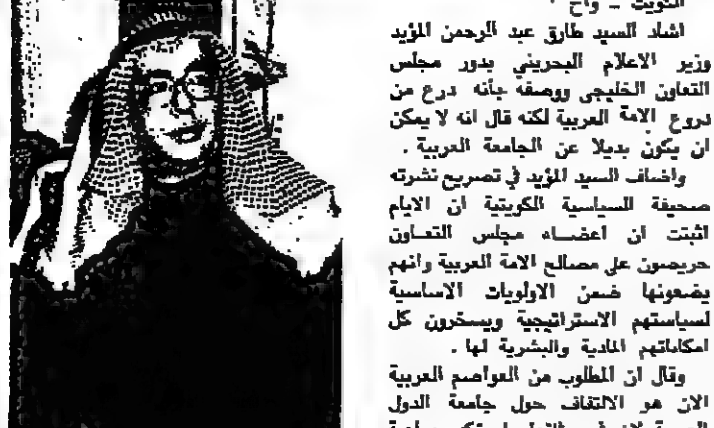 الكويت - واح
اشاد السيد طارق عبد الرحمن المؤيد
وزير الاعلام البحريني بدور مجلس
التعاون الخليجي ووصفه بأنه درع من
دروع الامة العربية لكنه قال انه لا يمكن
ان يكون بديلا عن الجامعة العربية .
واضاف السيد المؤيد في تصريح نشرته
صحيفة السياسية الكويتية ان الايام
اثبتت ان اعضاء مجلس التعاون
حريصون على مصالح الامة العربية وانهم
يضعونها ضمن الاولويات الاساسية
لسياستهم الاستراتيجية ويسخرون كل
امكاناتهم المادية والبشرية لها .
وقال ان المطلوب من العواصم العربية
الان هو الالتفاف حول جامعة الدول